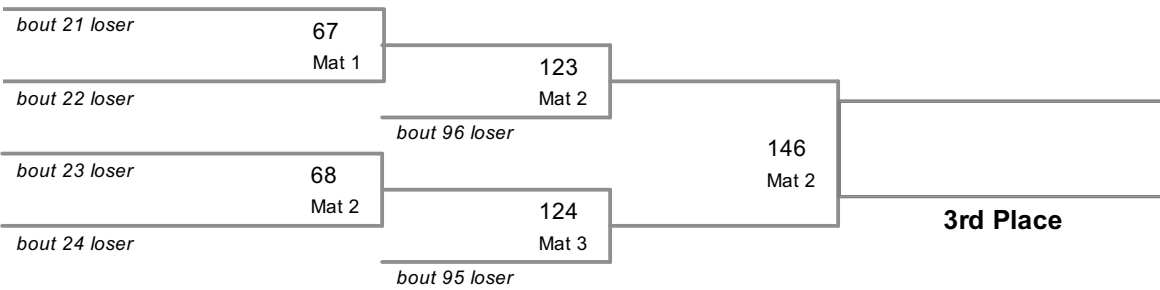 bout 21 loser
67
Mat 1
bout 22 loser
123
Mat 2
bout 96 loser
bout 23 loser
68
Mat 2
bout 24 loser
124
Mat 3
bout 95 loser
146
Mat 2
3rd Place